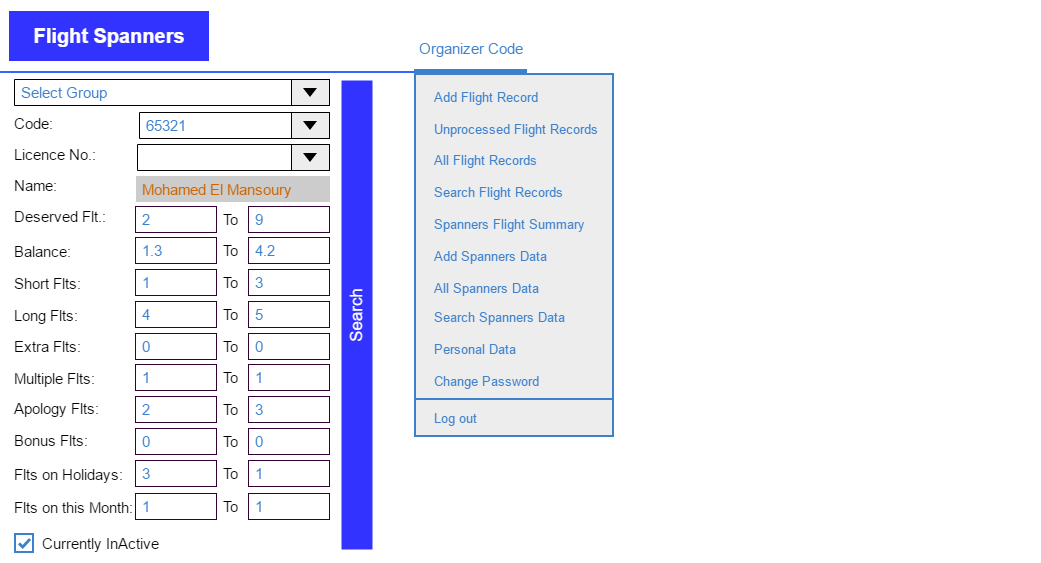 Flight Spanners
Organizer Code
Select Group
Code: 65321
Licence No.:
Name: Mohamed El Mansoury
Deserved Flt.: 2 To 9
Balance: 1.3 To 4.2
Short Flts: 1 To 3
Long Flts: 4 To 5
Extra Flts: 0 To 0
Multiple Flts: 1 To 1
Apology Flts: 2 To 3
Bonus Flts: 0 To 0
Flts on Holidays: 3 To 1
Flts on this Month: 1 To 1
Currently InActive
Search
Add Flight Record
Unprocessed Flight Records
All Flight Records
Search Flight Records
Spanners Flight Summary
Add Spanners Data
All Spanners Data
Search Spanners Data
Personal Data
Change Password
Log out